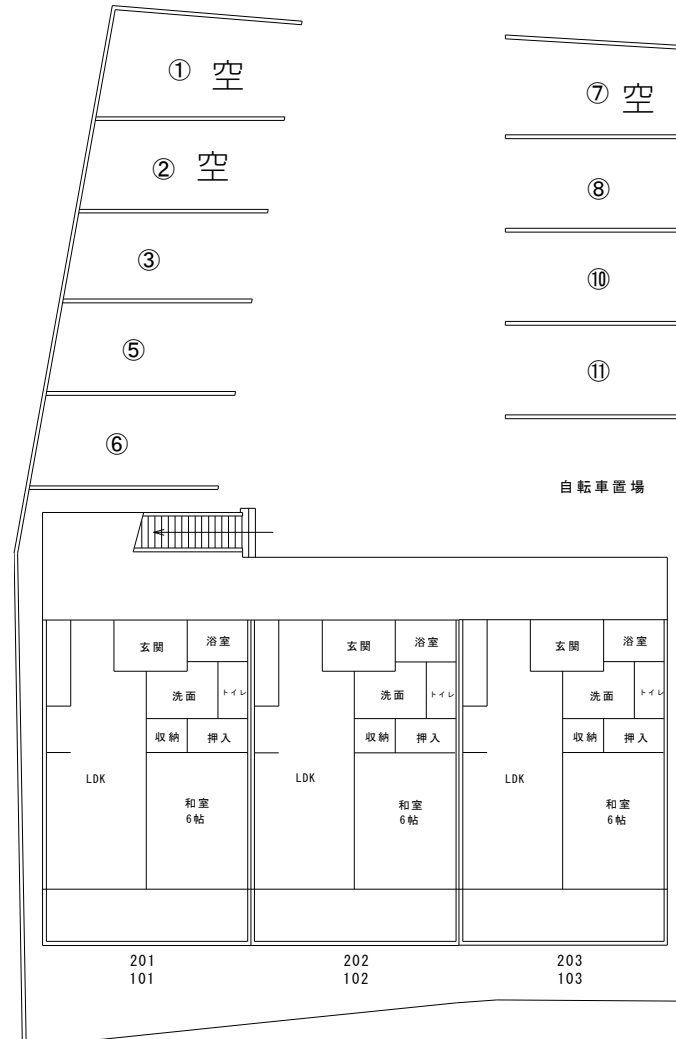 ① 空
⑦ 空
② 空
⑧
③
⑩
⑤
⑪
⑥
自転車置場
玄関
浴室
洗面
トイレ
収納
押入
LDK
和室
6帖
玄関
浴室
洗面
トイレ
収納
押入
LDK
和室
6帖
玄関
浴室
洗面
トイレ
収納
押入
LDK
和室
6帖
201
101
202
102
203
103